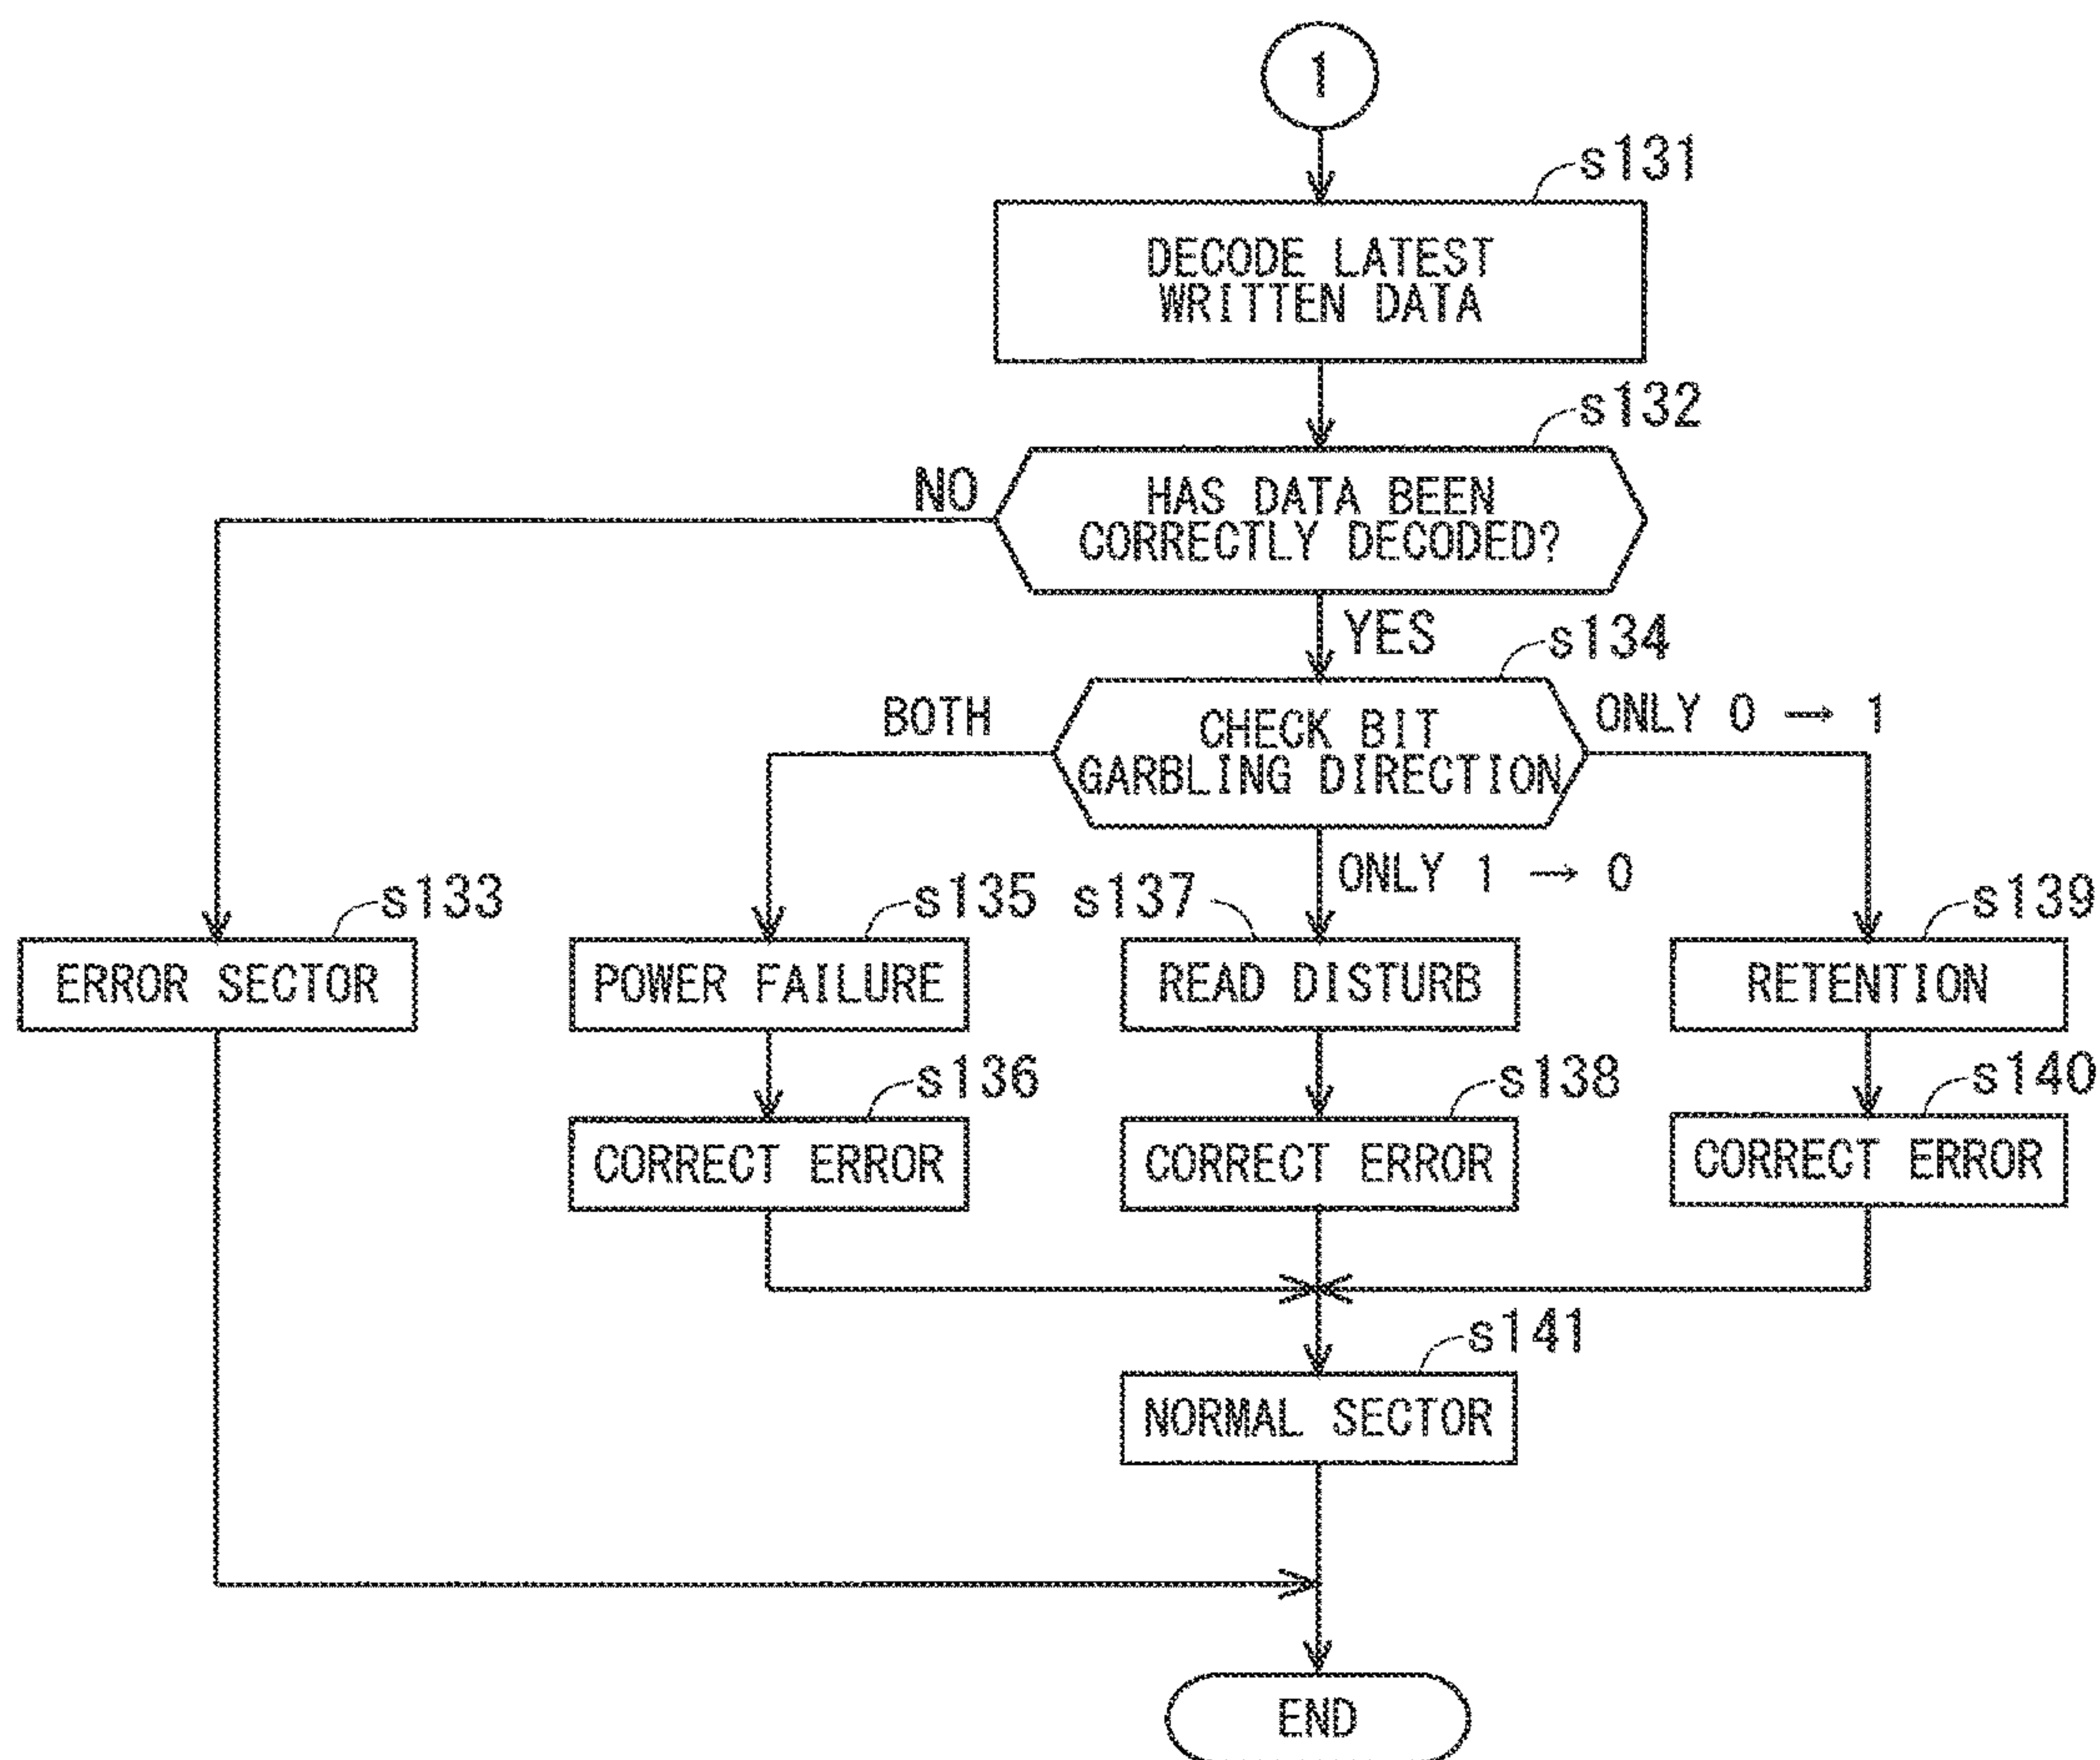 1
s131
DECODE LATEST
WRITTEN DATA
s132
NO
HAS DATA BEEN
CORRECTLY DECODED?
YES
s134
BOTH
CHECK BIT
GARBLING DIRECTION
ONLY 0 → 1
ONLY 1 → 0
s133
s135
s137
s139
ERROR SECTOR
POWER FAILURE
READ DISTURB
RETENTION
s136
s138
s140
CORRECT ERROR
CORRECT ERROR
CORRECT ERROR
s141
NORMAL SECTOR
END